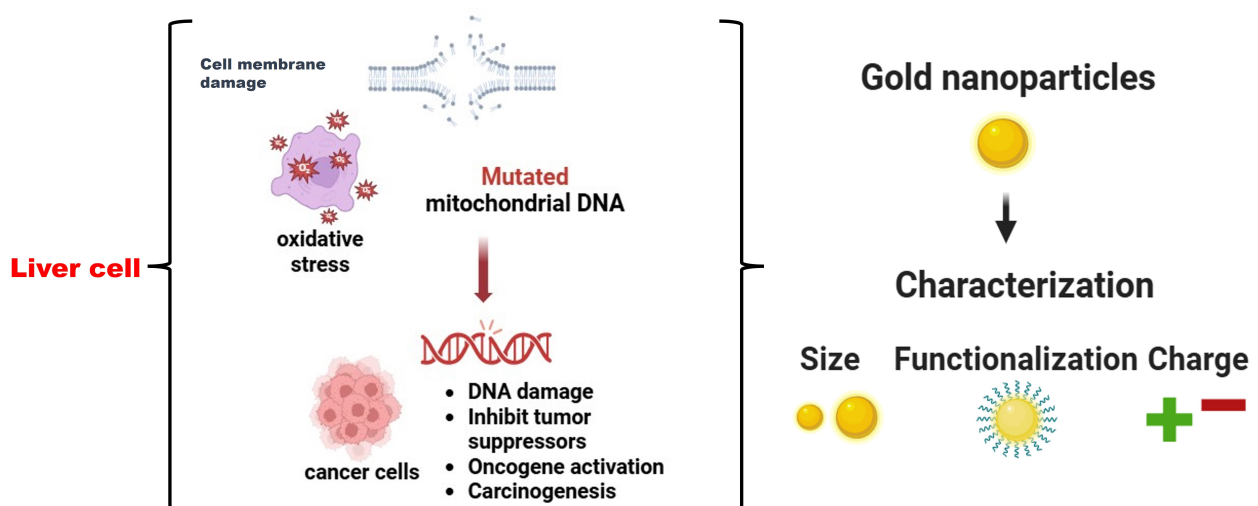 Cell membrane
damage
Gold nanoparticles
Mutated
mitochondrial DNA
oxidative
stress
Liver cell
Characterization
Size
Functionalization
Charge
• DNA damage
• Inhibit tumor
suppressors
• Oncogene activation
• Carcinogenesis
cancer cells